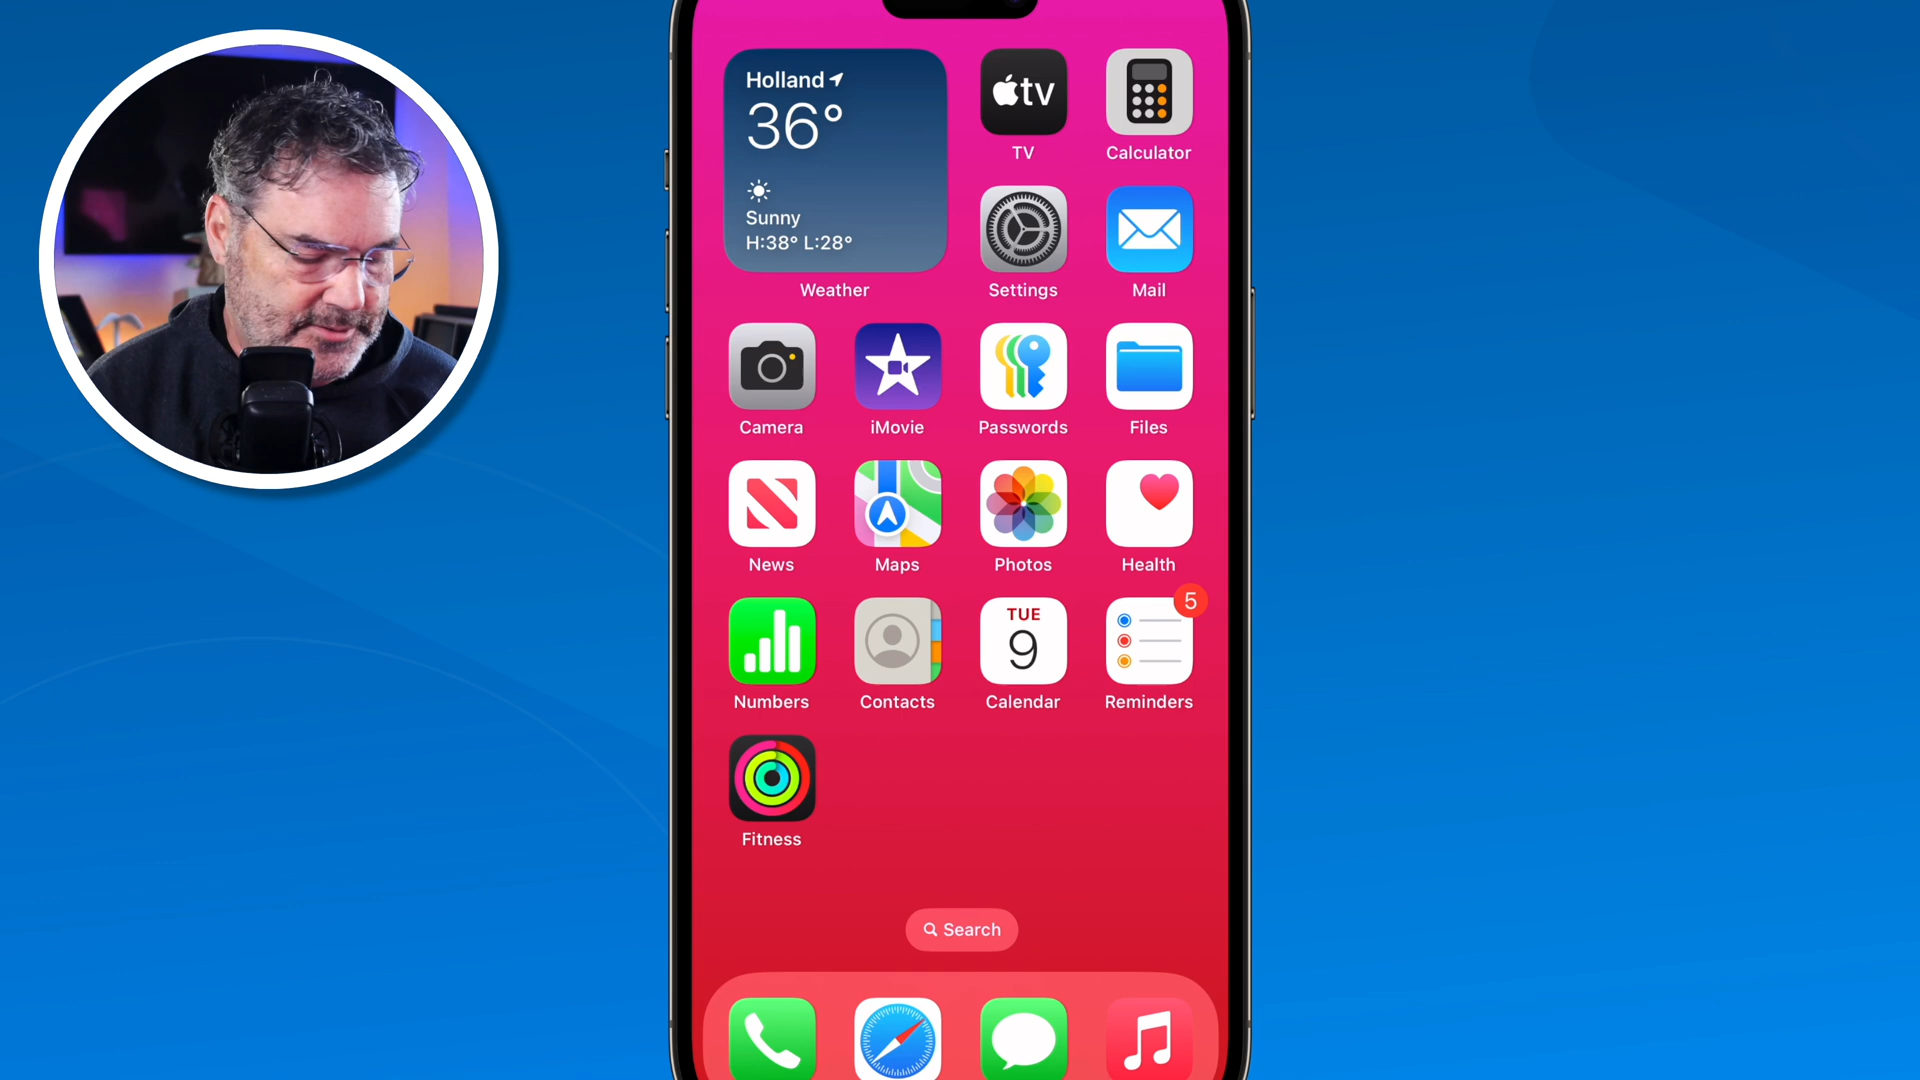 Holland
36°
Sunny
H:38° L:28°
Weather
tv
TV
Calculator
Settings
Mail
Camera
iMovie
Passwords
Files
News
Maps
Photos
Health
5
TUE
9
Numbers
Contacts
Calendar
Reminders
Fitness
Search